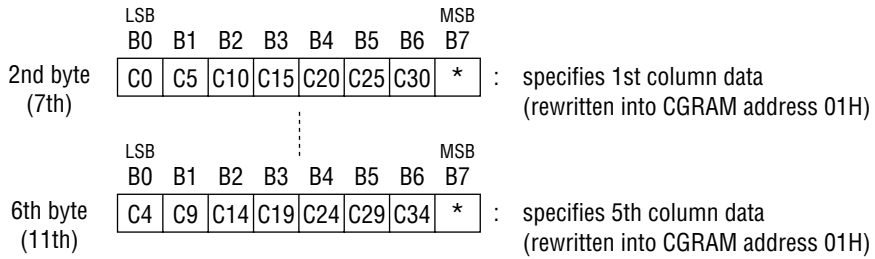 LSB MSB
B0 B1 B2 B3 B4 B5 B6 B7
2nd byte C0 C5 C10 C15 C20 C25 C30 * : specifies 1st column data
(7th) (rewritten into CGRAM address 01H)
LSB MSB
B0 B1 B2 B3 B4 B5 B6 B7
6th byte C4 C9 C14 C19 C24 C29 C34 * : specifies 5th column data
(11th) (rewritten into CGRAM address 01H)